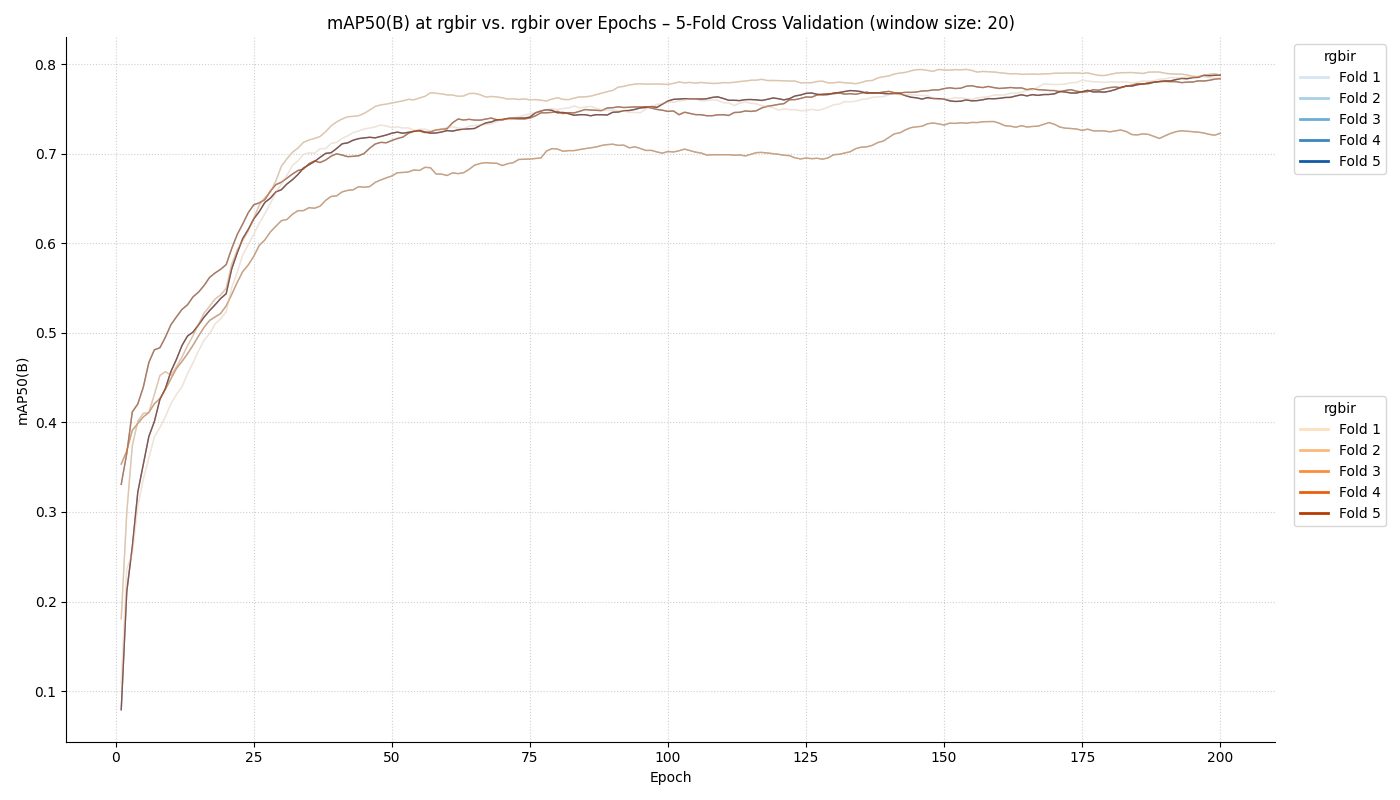 mAP50(B) at rgbir vs. rgbir over Epochs – 5-Fold Cross Validation (window size: 20)
mAP50(B)
0.8
0.7
0.6
0.5
0.4
0.3
0.2
0.1
0
25
50
75
100
125
150
175
200
Epoch
rgbir
Fold 1
Fold 2
Fold 3
Fold 4
Fold 5
rgbir
Fold 1
Fold 2
Fold 3
Fold 4
Fold 5